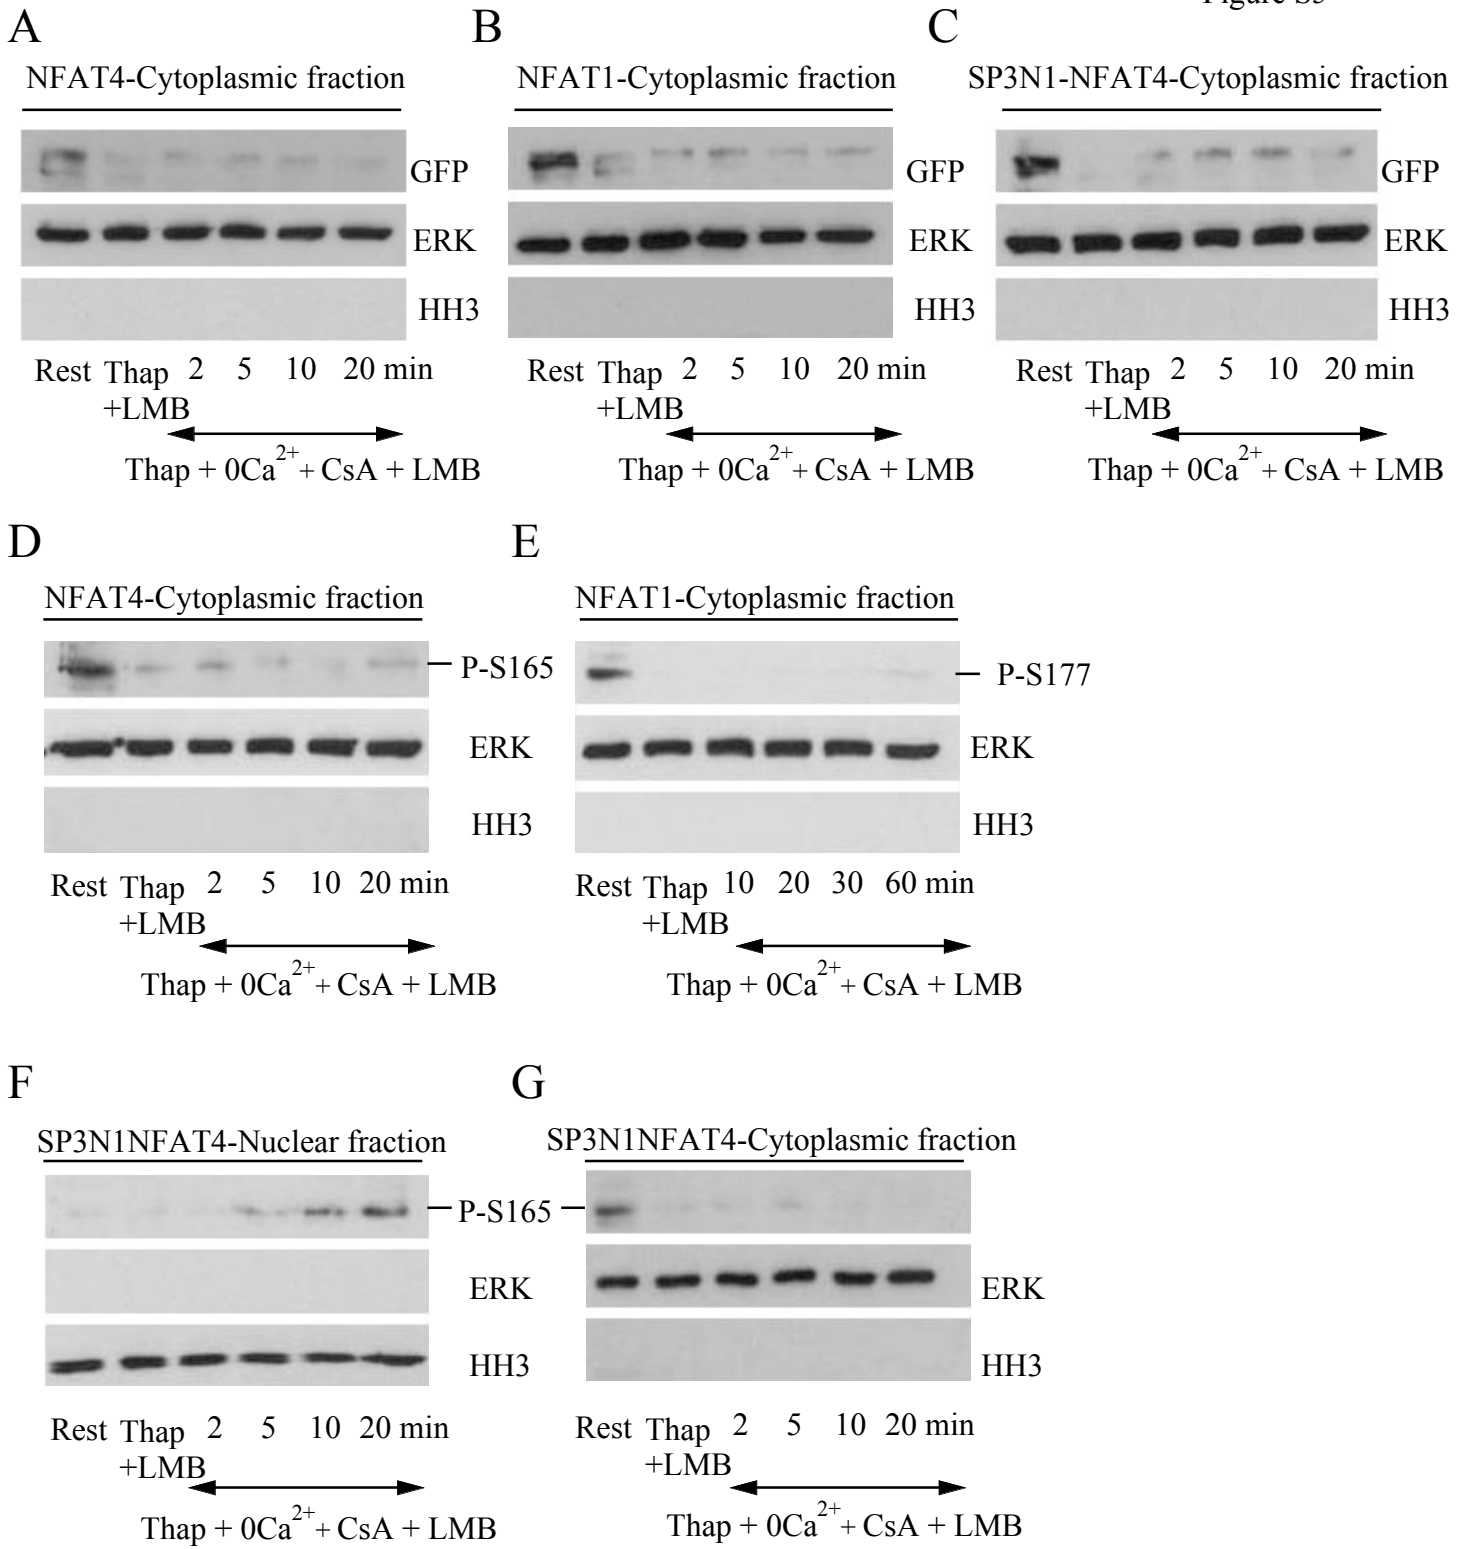 Figure S5
A
B
C
NFAT4-Cytoplasmic fraction
NFAT1-Cytoplasmic fraction
SP3N1-NFAT4-Cytoplasmic fraction
GFP
GFP
GFP
ERK
ERK
ERK
HH3
HH3
HH3
Rest Thap 2 5 10 20 min
+LMB
Thap + 0Ca2+ + CsA + LMB
Rest Thap 2 5 10 20 min
+LMB
Thap + 0Ca2+ + CsA + LMB
Rest Thap 2 5 10 20 min
+LMB
Thap + 0Ca2+ + CsA + LMB
D
E
NFAT4-Cytoplasmic fraction
NFAT1-Cytoplasmic fraction
P-S165
P-S177
ERK
ERK
HH3
HH3
Rest Thap 2 5 10 20 min
+LMB
Thap + 0Ca2+ + CsA + LMB
Rest Thap 10 20 30 60 min
+LMB
Thap + 0Ca2+ + CsA + LMB
F
G
SP3N1NFAT4-Nuclear fraction
SP3N1NFAT4-Cytoplasmic fraction
P-S165
ERK
ERK
HH3
HH3
Rest Thap 2 5 10 20 min
+LMB
Thap + 0Ca2+ + CsA + LMB
Rest Thap 2 5 10 20 min
+LMB
Thap + 0Ca2+ + CsA + LMB